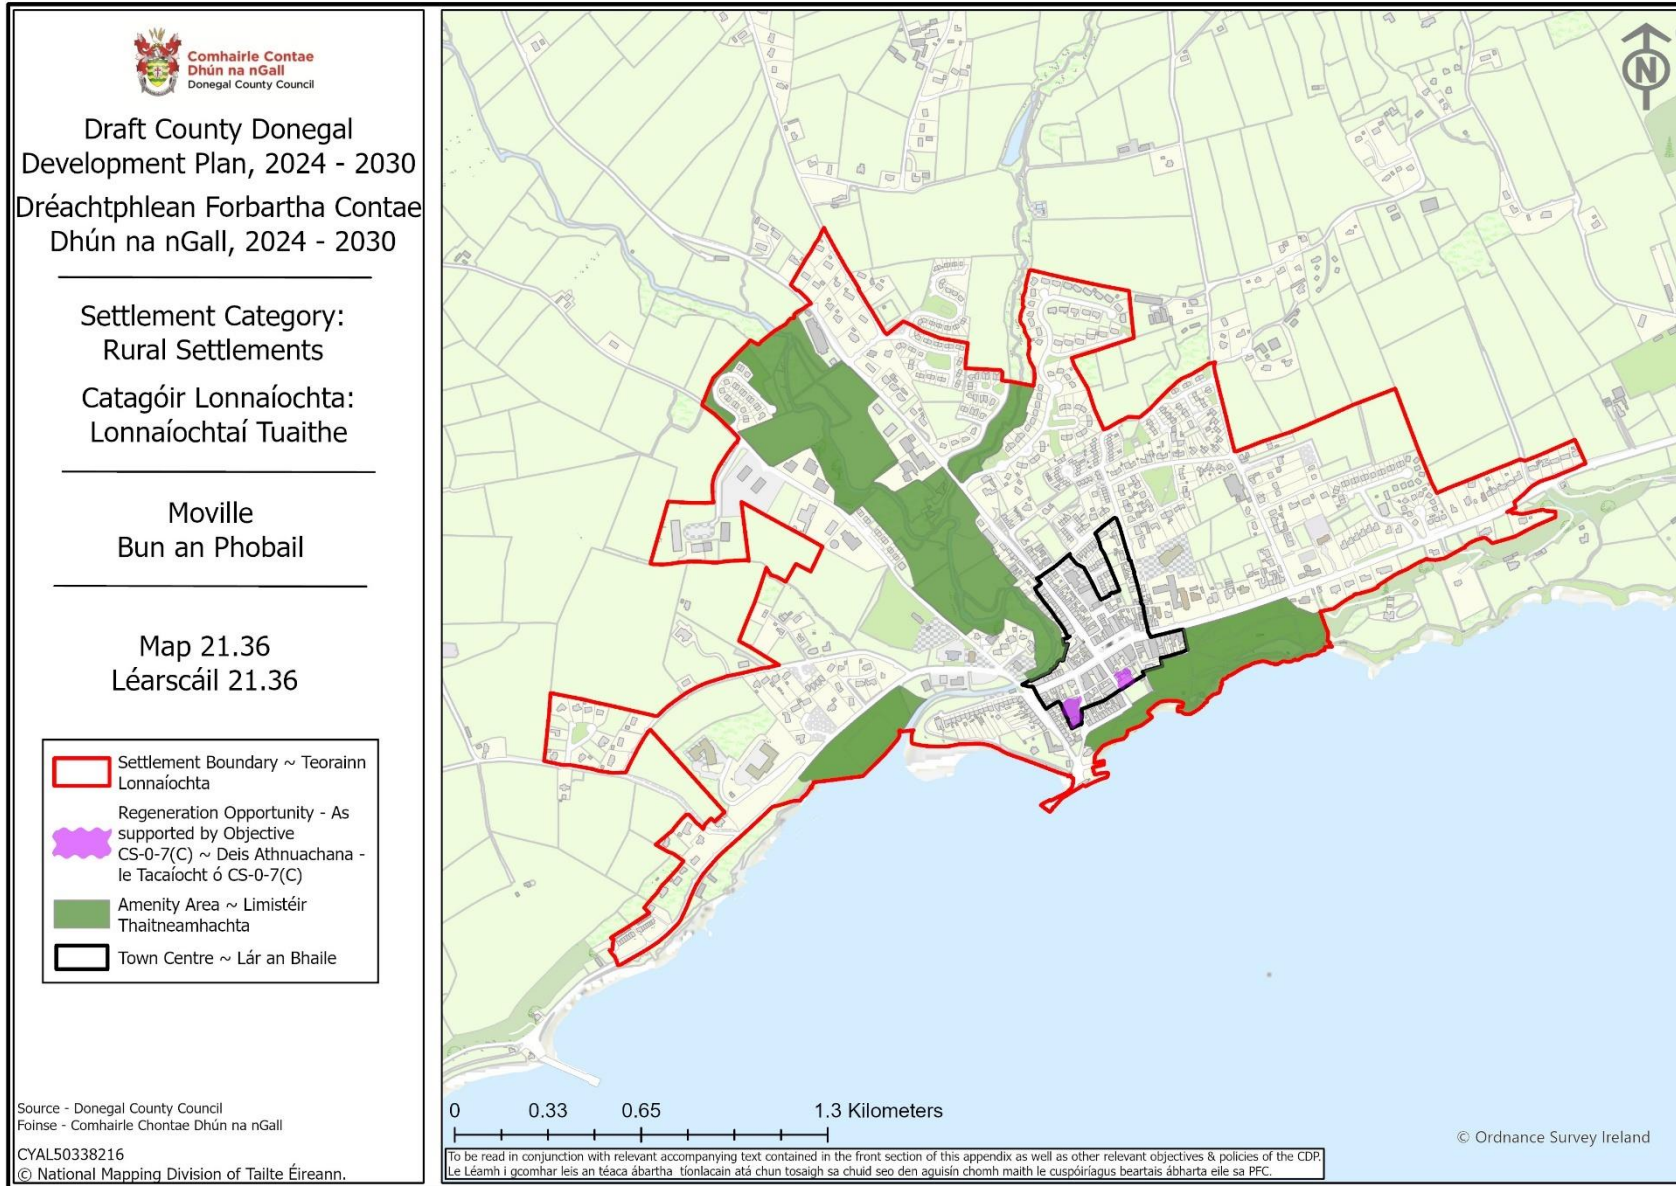 Comhairle Contae
Dhún na nGall
Donegal County Council
Draft County Donegal
Development Plan, 2024 - 2030
Dréachtphlean Forbartha Contae
Dhún na nGall, 2024 - 2030
Settlement Category:
Rural Settlements
Catagóir Lonnaíochta:
Lonnaíochtaí Tuaithe
Moville
Bun an Phobail
Map 21.36
Léarscáil 21.36
Settlement Boundary ~ Teorainn
Lonnaíochta
Regeneration Opportunity - As
supported by Objective
CS-0-7(C) ~ Deis Athnuachana -
le Tacaíocht ó CS-0-7(C)
Amenity Area ~ Limistéir
Thaitneamhachta
Town Centre ~ Lár an Bhaile
Source - Donegal County Council
Foinse - Comhairle Chontae Dhún na nGall
CYAL50338216
© National Mapping Division of Tailte Éireann.
N
0 0.33 0.65 1.3 Kilometers
© Ordnance Survey Ireland
To be read in conjunction with relevant accompanying text contained in the front section of this appendix as well as other relevant objectives & policies of the CDP.
Le Léamh i gcomhar leis an téaca ábartha tíonlacain atá chun tosaigh sa chuid seo den aguisín chomh maith le cuspóiríagus beartais ábharta eile sa PFC.